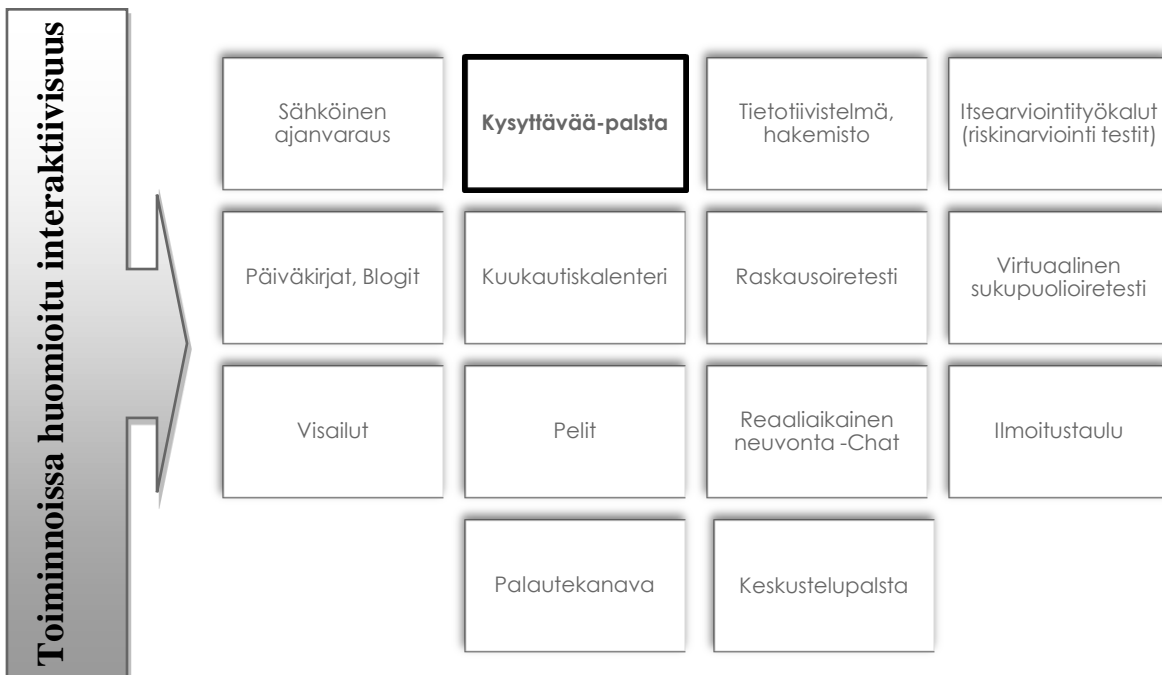 Toiminnoissa huomioitu interaktiivisuus
Sähköinen
ajanvaraus
Kysyttävää-palsta
Tietotiivistelmä,
hakemisto
Itsearviointityökalut
(riskinarviointi testit)
Päiväkirjat, Blogit
Kuukautiskalenteri
Raskausoiretesti
Virtuaalinen
sukupuolioiretesti
Visailut
Pelit
Reaaliaikainen
neuvonta -Chat
Ilmoitustaulu
Palautekanava
Keskustelupalsta